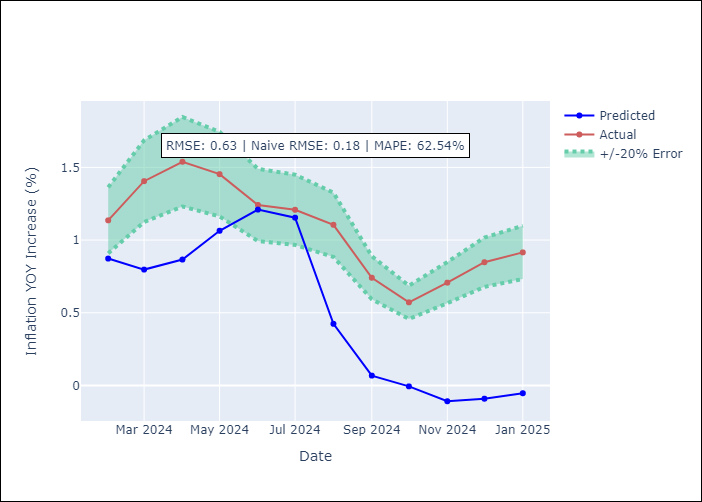 RMSE: 0.63 | Naive RMSE: 0.18 | MAPE: 62.54%
Predicted
Actual
+/-20% Error
Inflation YOY Increase (%)
1.5
1
0.5
0
Mar 2024
May 2024
Jul 2024
Sep 2024
Nov 2024
Jan 2025
Date